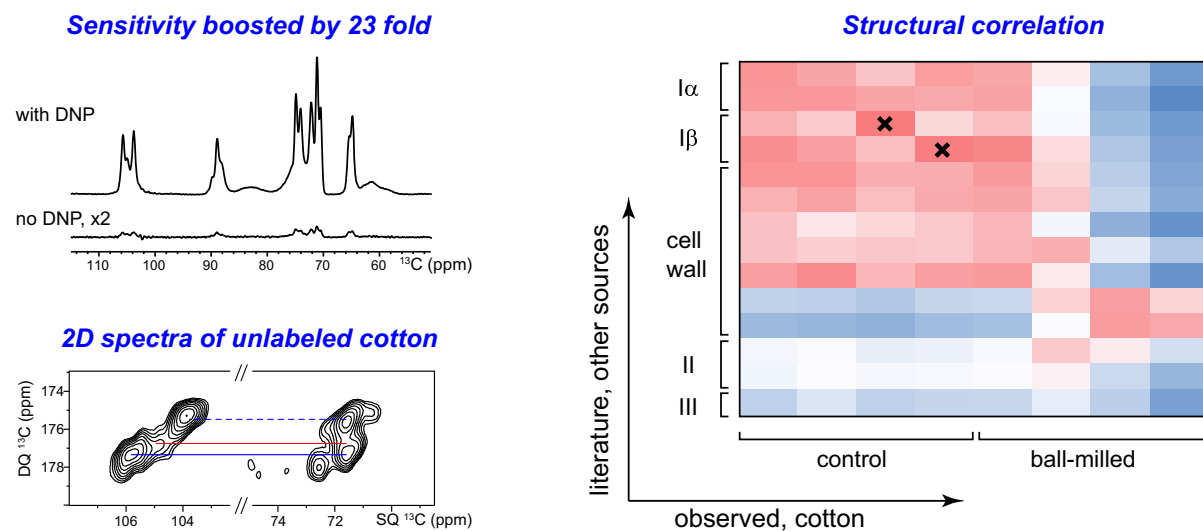 Sensitivity boosted by 23 fold
with DNP
no DNP, x2
115 100 90 80 70 60 ¹³C (ppm)
2D spectra of unlabeled cotton
//
174
176
178
DQ ¹³C (ppm)
//
106 104 74 72 SQ ¹³C (ppm)
Structural correlation
Iα
Iβ
cell
wall
II
III
literature, other sources
control ball-milled
observed, cotton